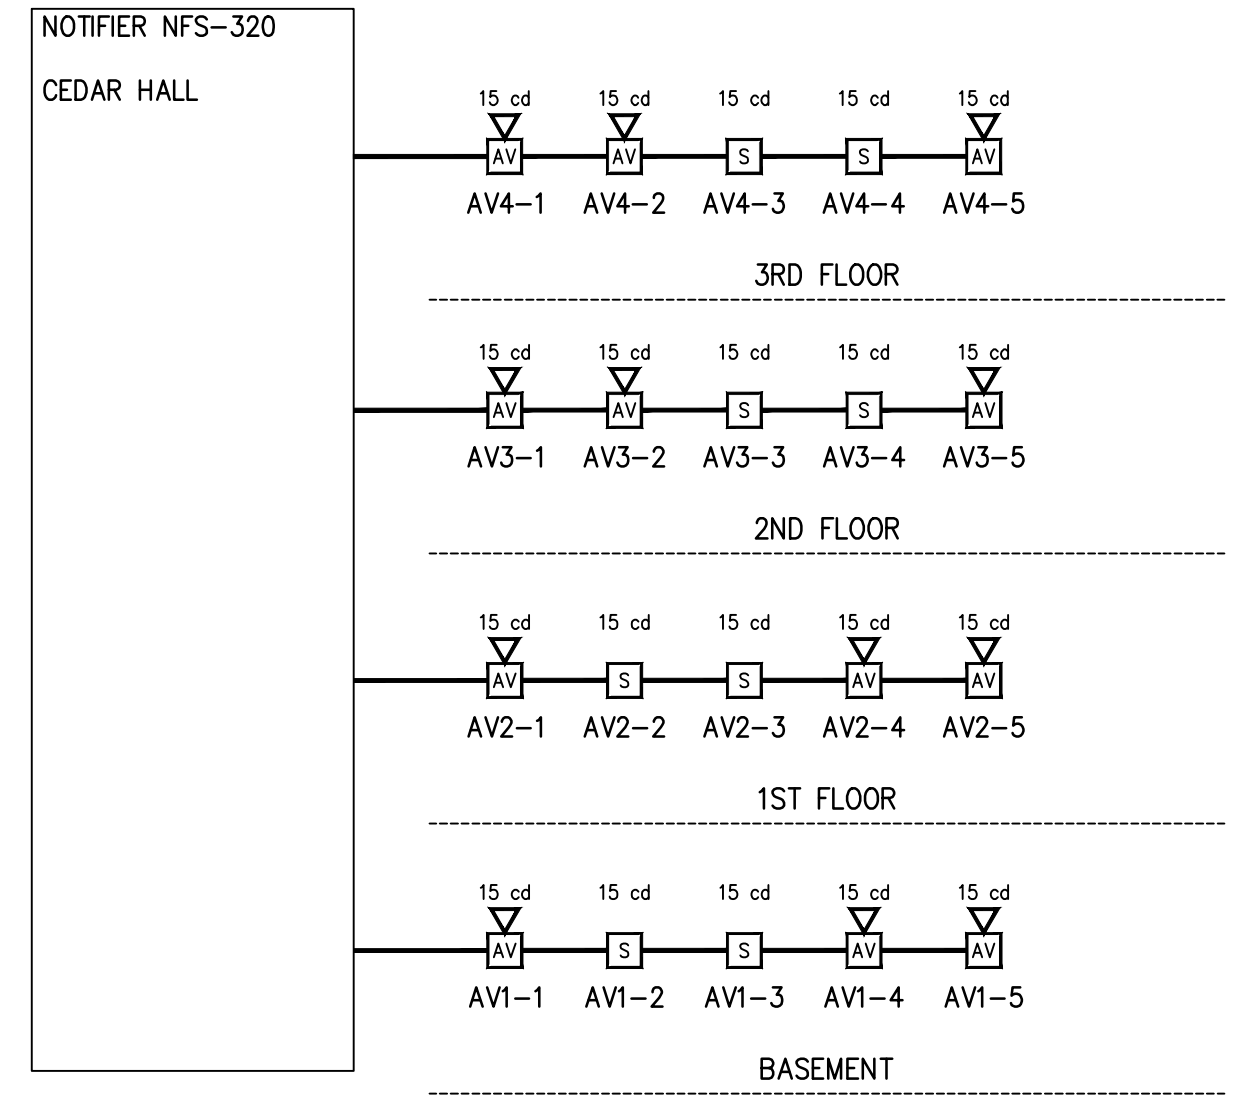 NOTIFIER NFS-320
CEDAR HALL
15 cd 15 cd 15 cd 15 cd 15 cd
AV AV S S AV
AV4-1 AV4-2 AV4-3 AV4-4 AV4-5
3RD FLOOR
15 cd 15 cd 15 cd 15 cd 15 cd
AV AV S S AV
AV3-1 AV3-2 AV3-3 AV3-4 AV3-5
2ND FLOOR
15 cd 15 cd 15 cd 15 cd 15 cd
AV S S AV AV
AV2-1 AV2-2 AV2-3 AV2-4 AV2-5
1ST FLOOR
15 cd 15 cd 15 cd 15 cd 15 cd
AV S S AV AV
AV1-1 AV1-2 AV1-3 AV1-4 AV1-5
BASEMENT